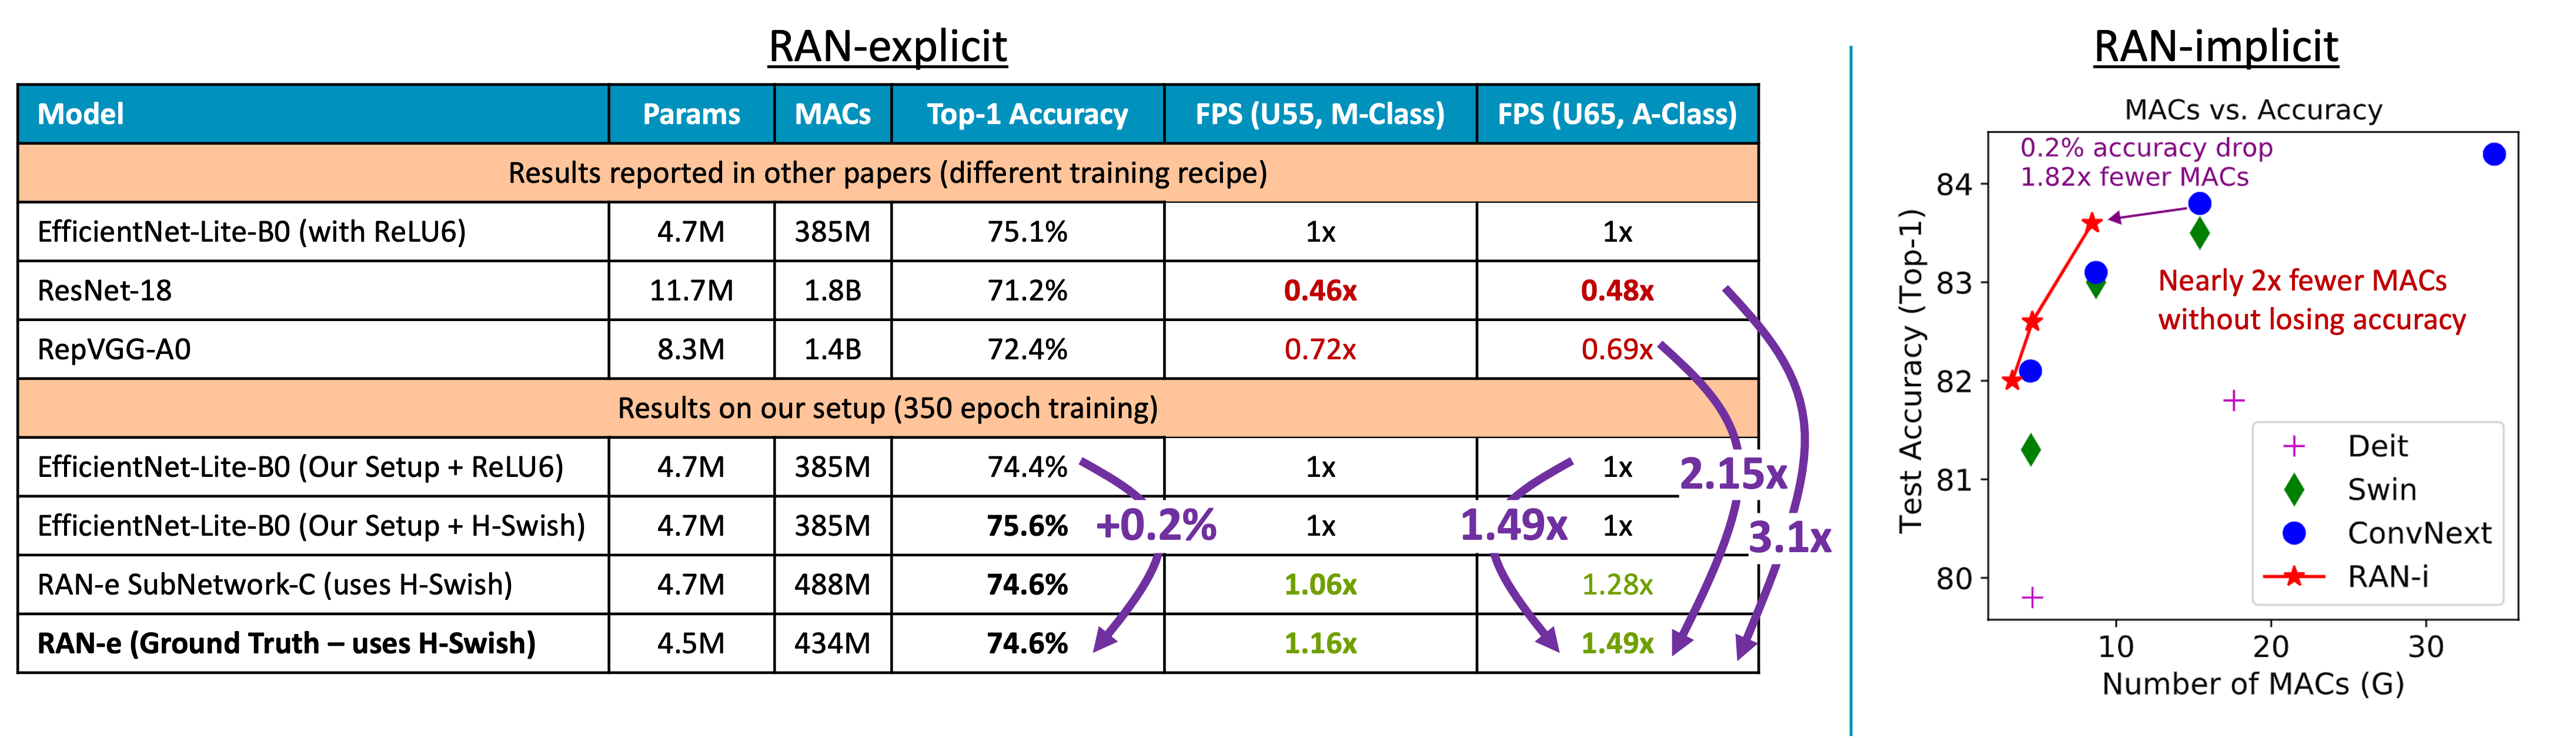 RAN-explicit
Model Params MACs Top-1 Accuracy FPS (U55, M-Class) FPS (U65, A-Class)
Results reported in other papers (different training recipe)
EfficientNet-Lite-B0 (with ReLU6) 4.7M 385M 75.1% 1x 1x
ResNet-18 11.7M 1.8B 71.2% 0.46x 0.48x
RepVGG-A0 8.3M 1.4B 72.4% 0.72x 0.69x
Results on our setup (350 epoch training)
EfficientNet-Lite-B0 (Our Setup + ReLU6) 4.7M 385M 74.4% 1x 1x
EfficientNet-Lite-B0 (Our Setup + H-Swish) 4.7M 385M 75.6% 1x 1x
RAN-e SubNetwork-C (uses H-Swish) 4.7M 488M 74.6% 1.06x 1.28x
RAN-e (Ground Truth – uses H-Swish) 4.5M 434M 74.6% 1.16x 1.49x
+0.2%
1.49x
2.15x
3.1x
RAN-implicit
MACs vs. Accuracy
0.2% accuracy drop
1.82x fewer MACs
Nearly 2x fewer MACs
without losing accuracy
Test Accuracy (Top-1)
84
83
82
81
80
Deit
Swin
ConvNext
RAN-i
10 20 30
Number of MACs (G)